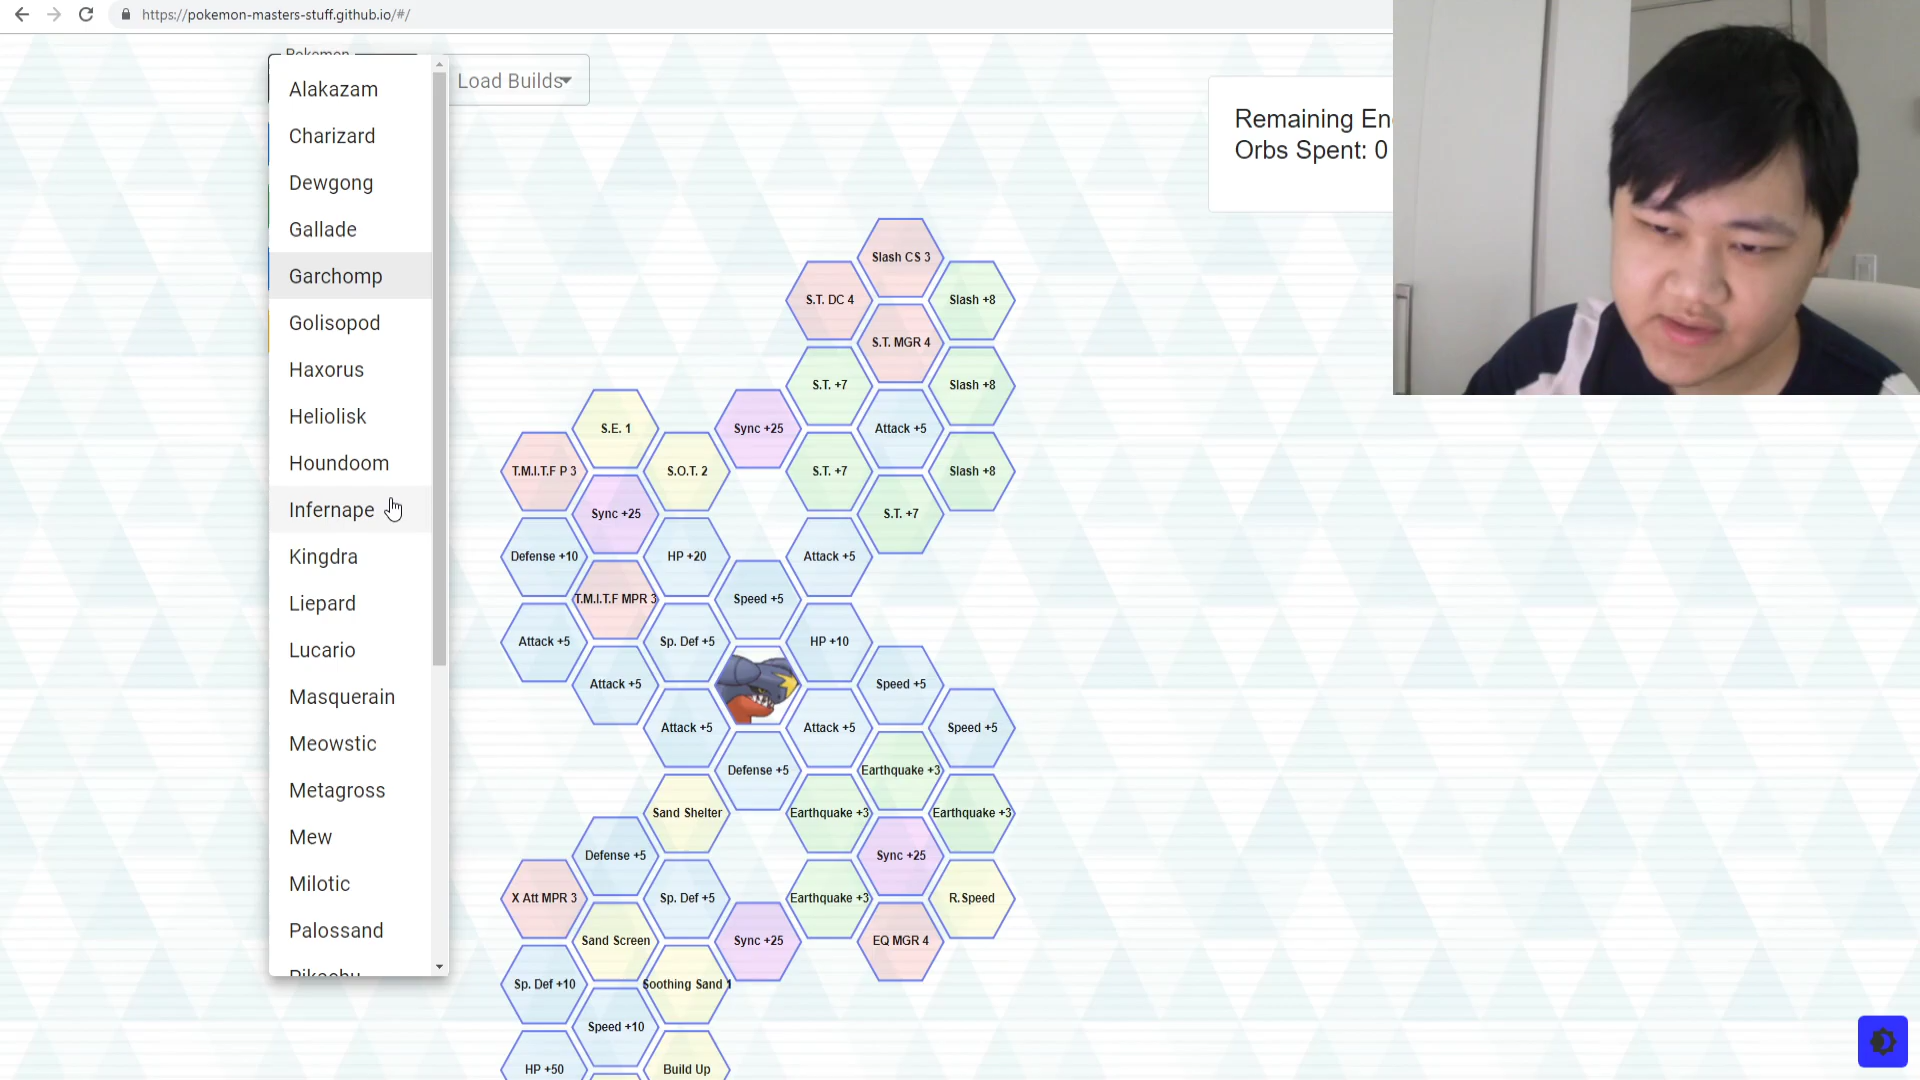 https://pokemon-masters-stuff.github.io/#/
Pokemon
Load Builds
Alakazam
Charizard
Dewgong
Gallade
Garchomp
Golisopod
Haxorus
Heliolisk
Houndoom
Infernape
Kingdra
Liepard
Lucario
Masquerain
Meowstic
Metagross
Mew
Milotic
Palossand
Pikachu
Remaining En
Orbs Spent: 0
Slash CS 3
S.T. DC 4
Slash +8
S.T. MGR 4
S.T. +7
Slash +8
S.E. 1
Sync +25
Attack +5
T.M.I.T.F P 3
S.O.T. 2
S.T. +7
Slash +8
Sync +25
S.T. +7
Defense +10
HP +20
Attack +5
T.M.I.T.F MPR 3
Speed +5
Attack +5
Sp. Def +5
HP +10
Attack +5
Speed +5
Attack +5
Attack +5
Speed +5
Defense +5
Earthquake +3
Sand Shelter
Earthquake +3
Earthquake +3
Defense +5
Sync +25
X Att MPR 3
Sp. Def +5
Earthquake +3
R.Speed
Sand Screen
Sync +25
EQ MGR 4
Sp. Def +10
Soothing Sand 1
Speed +10
HP +50
Build Up